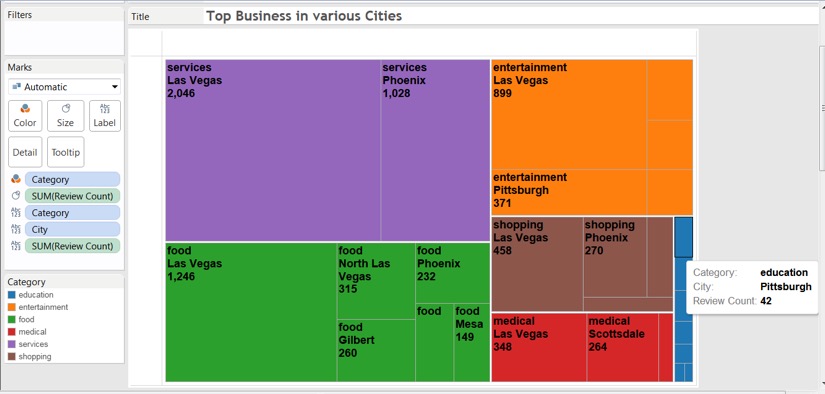 Filters
Title
Top Business in various Cities
Marks
Automatic
Color
Size
Label
Detail
Tooltip
Category
SUM(Review Count)
Category
City
SUM(Review Count)
Category
education
entertainment
food
medical
services
shopping
services
Las Vegas
2,046
services
Phoenix
1,028
entertainment
Las Vegas
899
entertainment
Pittsburgh
371
food
Las Vegas
1,246
food
North Las
Vegas
315
food
Gilbert
260
food
Phoenix
232
food
food
Mesa
149
shopping
Las Vegas
458
shopping
Phoenix
270
medical
Las Vegas
348
medical
Scottsdale
264
Category: education
City: Pittsburgh
Review Count: 42